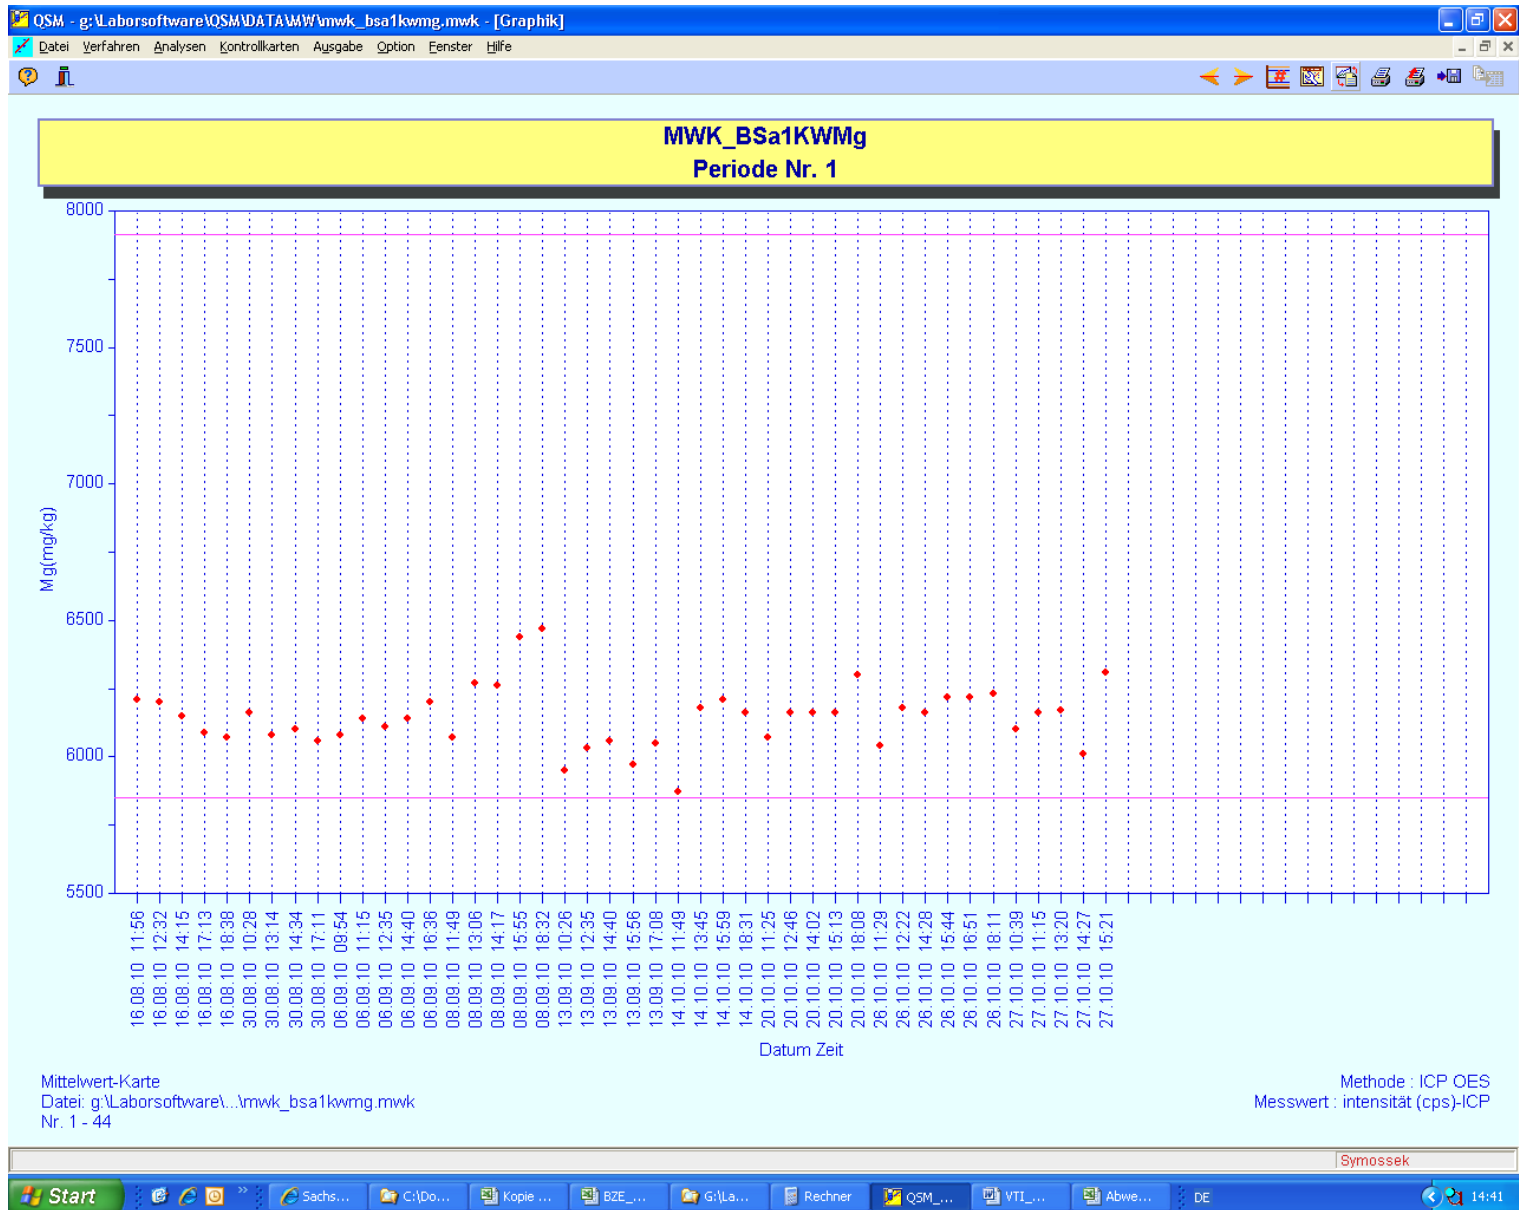 QSM - g:\Laborsoftware\QSM\DATA\MW\mwk_bsa1kwmg.mwk - [Graphik]
Datei Verfahren Analysen Kontrollkarten Ausgabe Option Fenster Hilfe
MWK_BSa1KWMg
Periode Nr. 1
8000
7500
7000
6500
6000
5500
Mg(mg/kg)
16.08.10 11:56
16.08.10 12:32
16.08.10 14:15
16.08.10 17:13
16.08.10 18:38
30.08.10 10:28
30.08.10 13:14
30.08.10 14:34
30.08.10 17:11
06.09.10 09:54
06.09.10 11:15
06.09.10 12:35
06.09.10 14:40
06.09.10 16:36
08.09.10 11:49
08.09.10 13:06
08.09.10 14:17
08.09.10 15:55
08.09.10 18:32
13.09.10 10:26
13.09.10 12:35
13.09.10 14:40
13.09.10 15:56
13.09.10 17:08
14.10.10 11:49
14.10.10 13:45
14.10.10 15:59
14.10.10 18:31
20.10.10 11:25
20.10.10 12:46
20.10.10 14:02
20.10.10 15:13
20.10.10 18:08
26.10.10 11:29
26.10.10 12:22
26.10.10 14:28
26.10.10 15:44
26.10.10 16:51
26.10.10 18:11
27.10.10 10:39
27.10.10 11:15
27.10.10 13:20
27.10.10 14:27
27.10.10 15:21
Datum Zeit
Mittelwert-Karte
Datei: g:\Laborsoftware\...\mwk_bsa1kwmg.mwk
Nr. 1 - 44
Methode : ICP OES
Messwert : intensität (cps)-ICP
Symossek
Start
Sachs...
C:\Do...
Kopie ...
BZE_...
G:\La...
Rechner
QSM_...
VTI_...
Abwe...
DE
14:41